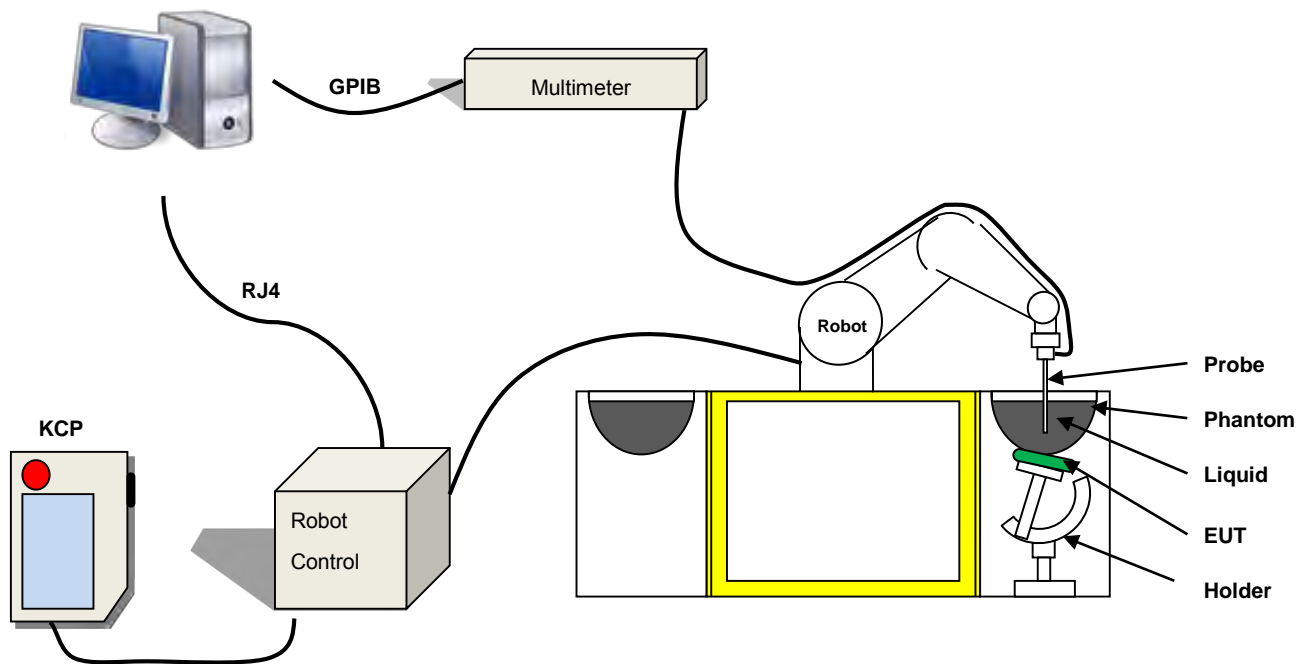 GPIB
Multimeter
RJ4
Robot
Probe
Phantom
KCP
Liquid
Robot
Control
EUT
Holder